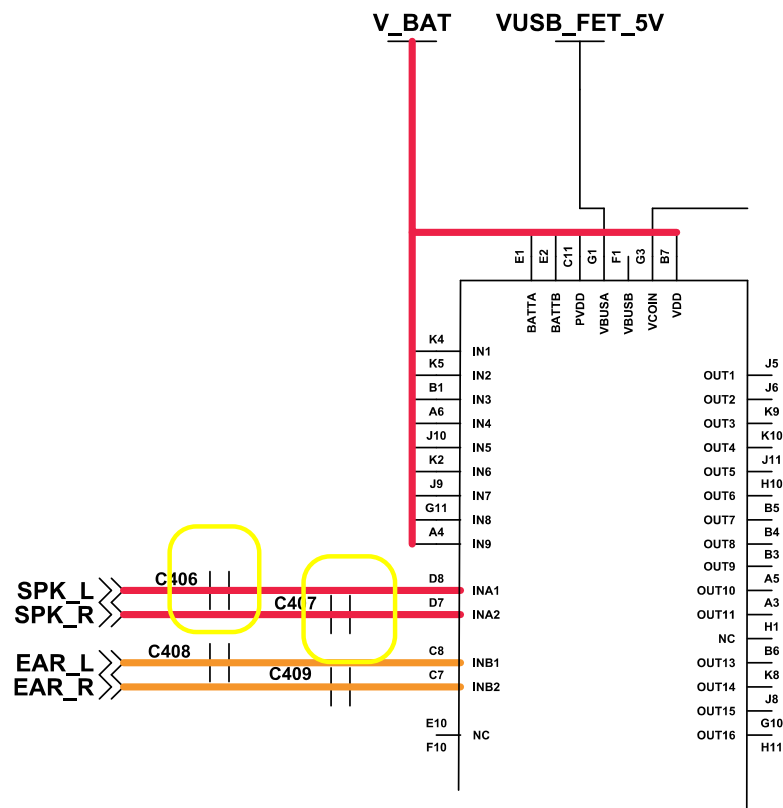 V_BAT VUSB_FET_5V
E1 E2 C11 G1 F1 G3 B7
BATTA BATTB PVDD VBUSA VBUSB VCOIN VDD
K4 IN1
K5 IN2
B1 IN3
A6 IN4
J10 IN5
K2 IN6
J9 IN7
G11 IN8
A4 IN9
J5
OUT1
J6
OUT2
K9
OUT3
K10
OUT4
J11
OUT5
H10
OUT6
B5
OUT7
B4
OUT8
B3
OUT9
A5
OUT10
A3
OUT11
H1
NC
B6
OUT13
K8
OUT14
J8
OUT15
G10
OUT16
H11
SPK_L C406 D8 INA1
SPK_R C407 D7 INA2
EAR_L C408 C8 INB1
EAR_R C409 C7 INB2
E10 NC
F10